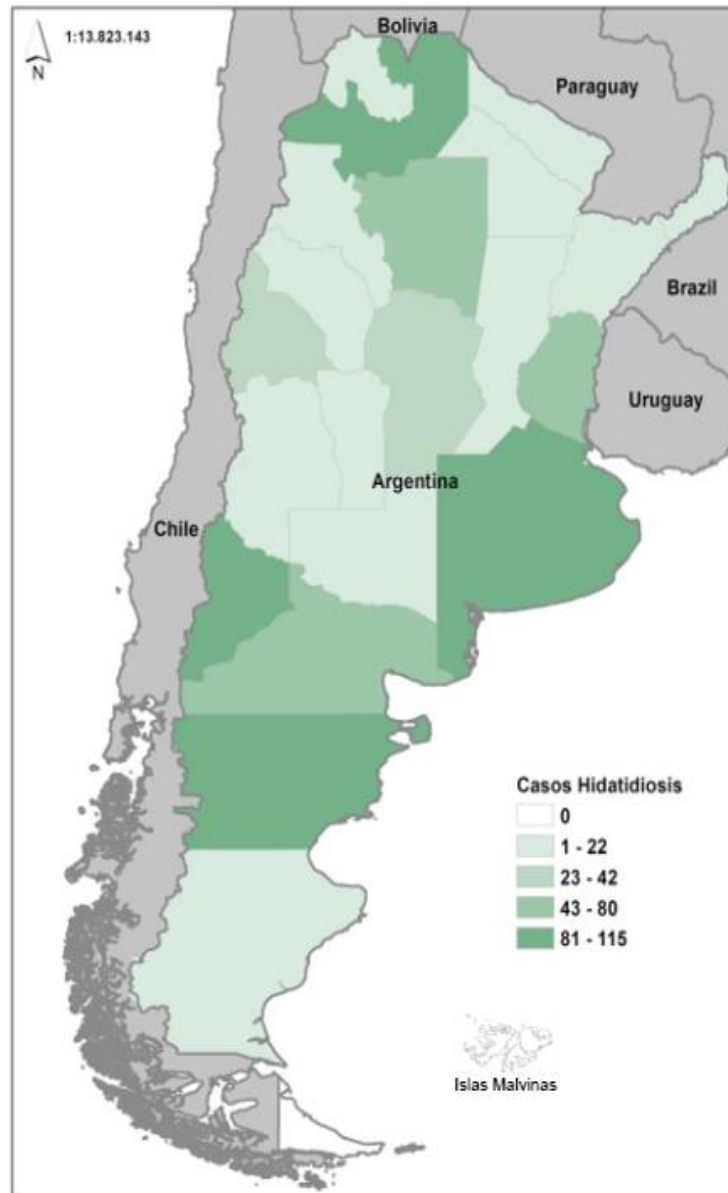 Bolivia
1:13.823.143
N
Paraguay
Brazil
Uruguay
Argentina
Chile
Casos Hidatidiosis
0
1 - 22
23 - 42
43 - 80
81 - 115
Islas Malvinas